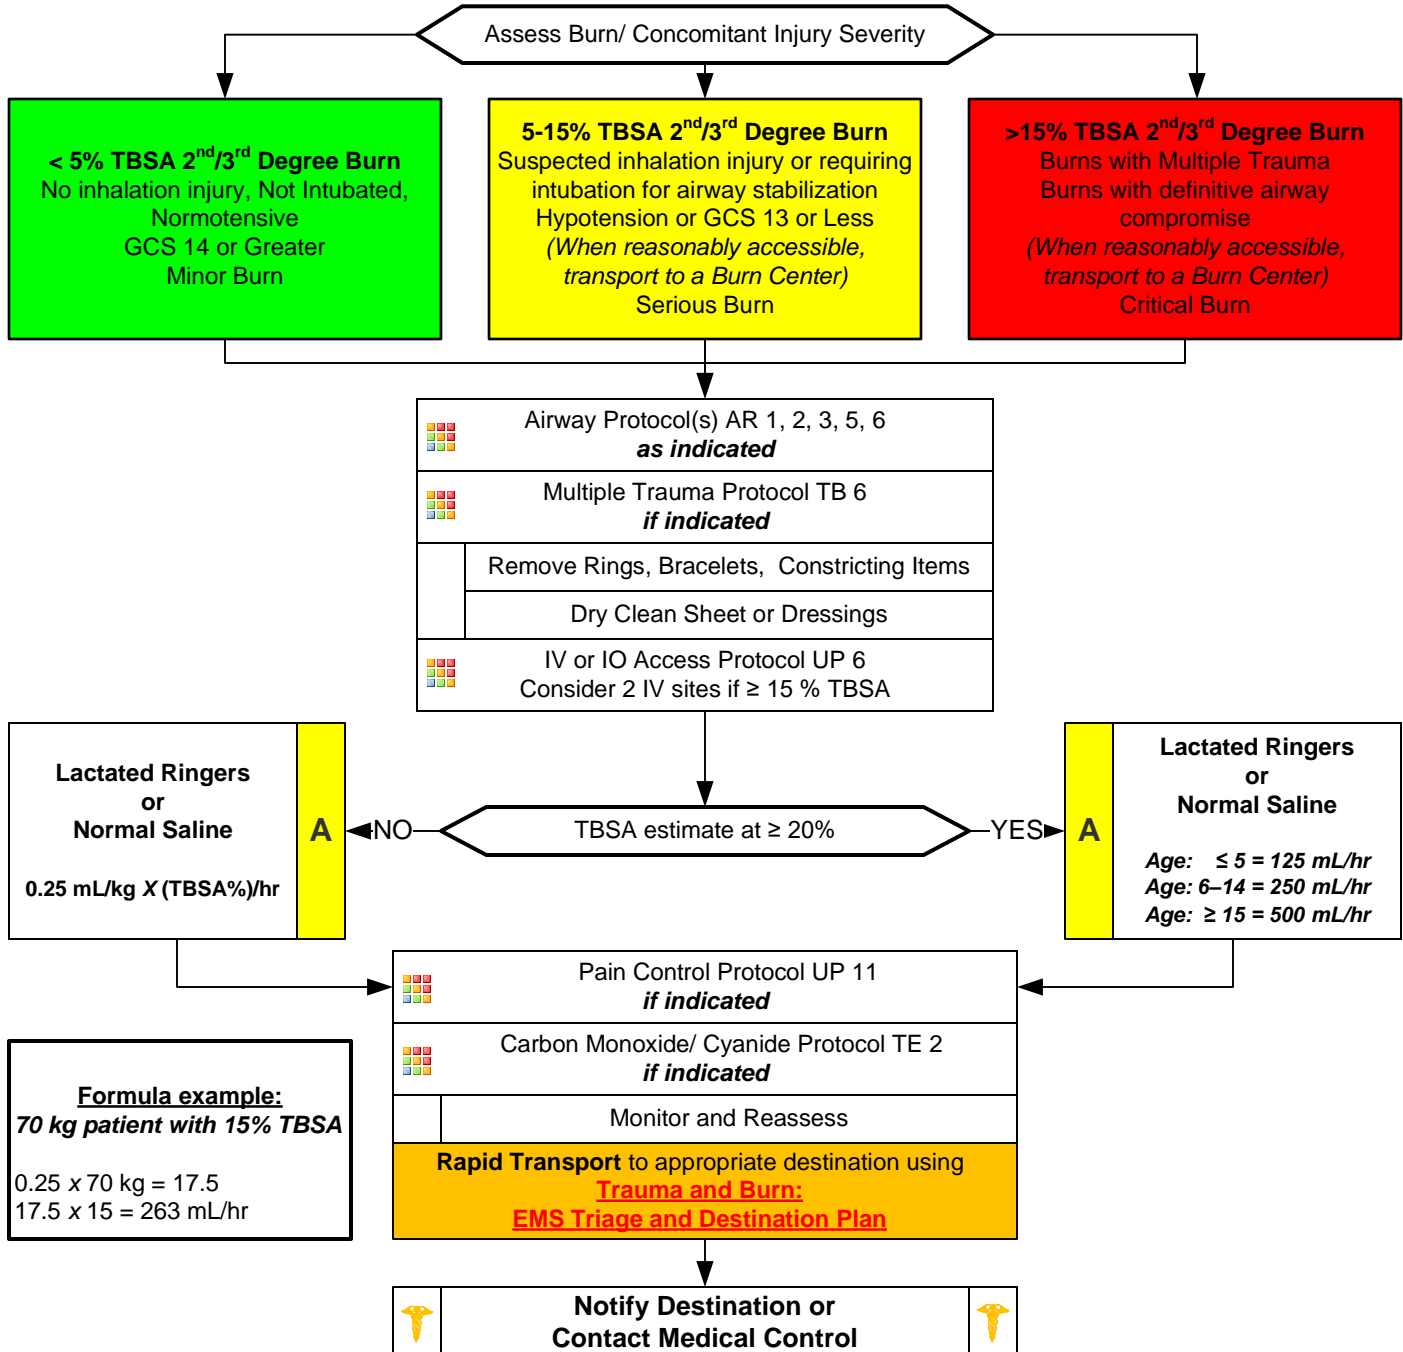 Assess Burn/ Concomitant Injury Severity
< 5% TBSA 2nd/3rd Degree Burn
No inhalation injury, Not Intubated,
Normotensive
GCS 14 or Greater
Minor Burn
5-15% TBSA 2nd/3rd Degree Burn
Suspected inhalation injury or requiring
intubation for airway stabilization
Hypotension or GCS 13 or Less
(When reasonably accessible,
transport to a Burn Center)
Serious Burn
>15% TBSA 2nd/3rd Degree Burn
Burns with Multiple Trauma
Burns with definitive airway
compromise
(When reasonably accessible,
transport to a Burn Center)
Critical Burn
Airway Protocol(s) AR 1, 2, 3, 5, 6
as indicated
Multiple Trauma Protocol TB 6
if indicated
Remove Rings, Bracelets, Constricting Items
Dry Clean Sheet or Dressings
IV or IO Access Protocol UP 6
Consider 2 IV sites if ≥ 15 % TBSA
Lactated Ringers
or
Normal Saline
0.25 mL/kg X (TBSA%)/hr
A
NO
TBSA estimate at ≥ 20%
YES
A
Lactated Ringers
or
Normal Saline
Age: ≤ 5 = 125 mL/hr
Age: 6–14 = 250 mL/hr
Age: ≥ 15 = 500 mL/hr
Pain Control Protocol UP 11
if indicated
Carbon Monoxide/ Cyanide Protocol TE 2
if indicated
Monitor and Reassess
Rapid Transport to appropriate destination using
Trauma and Burn:
EMS Triage and Destination Plan
Formula example:
70 kg patient with 15% TBSA
0.25 x 70 kg = 17.5
17.5 x 15 = 263 mL/hr
Notify Destination or
Contact Medical Control